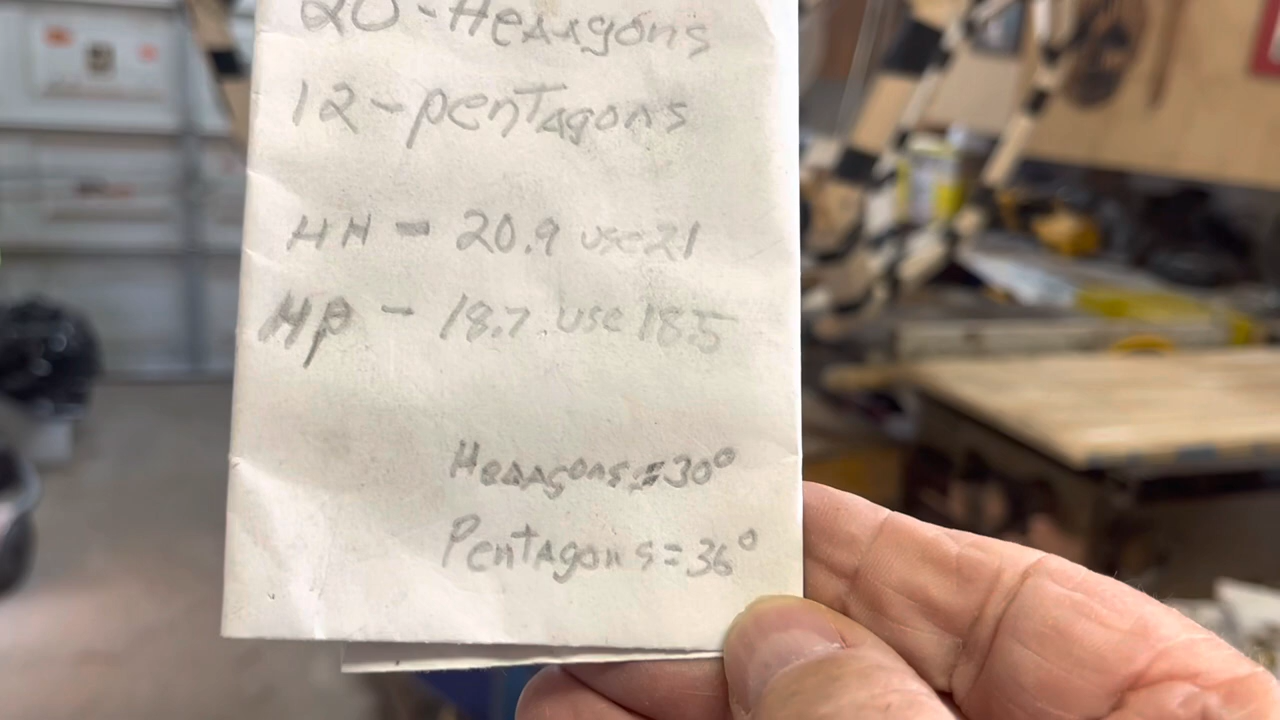 20-Hexagons
12-pentagons
HH - 20.9 use 21
HP - 18.7 use 18.5
Hexagons=30°
Pentagons=36°